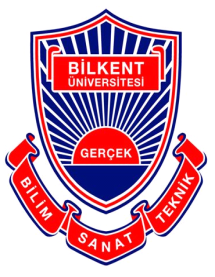 BİLKENT
ÜNİVERSİTESİ
GERÇEK
BİLİM SANAT TEKNİK